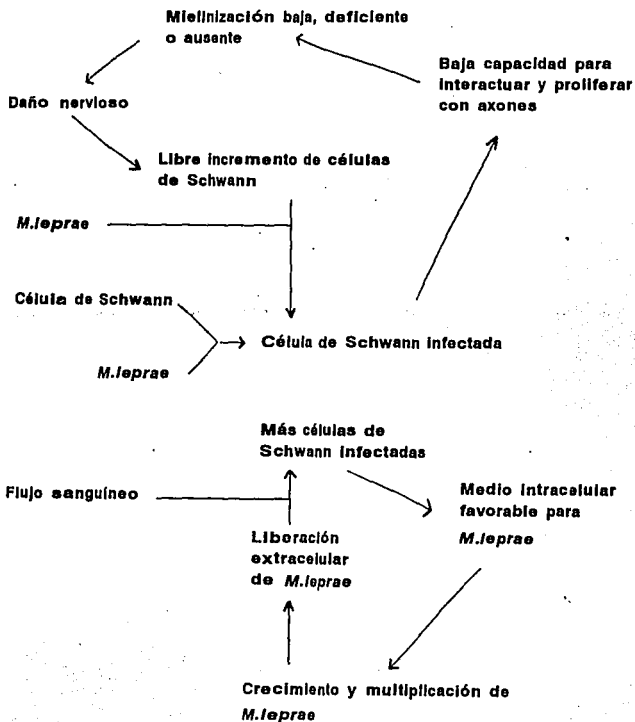 Mielinización baja, deficiente
o ausente
Baja capacidad para
interactuar y proliferar
con axones
Daño nervioso
Libre incremento de células
de Schwann
M.leprae
Célula de Schwann
Célula de Schwann infectada
M.leprae
Más células de
Schwann infectadas
Flujo sanguíneo
Medio intracelular
favorable para
M.leprae
Liberación
extracelular
de M.leprae
Crecimiento y multiplicación de
M.leprae